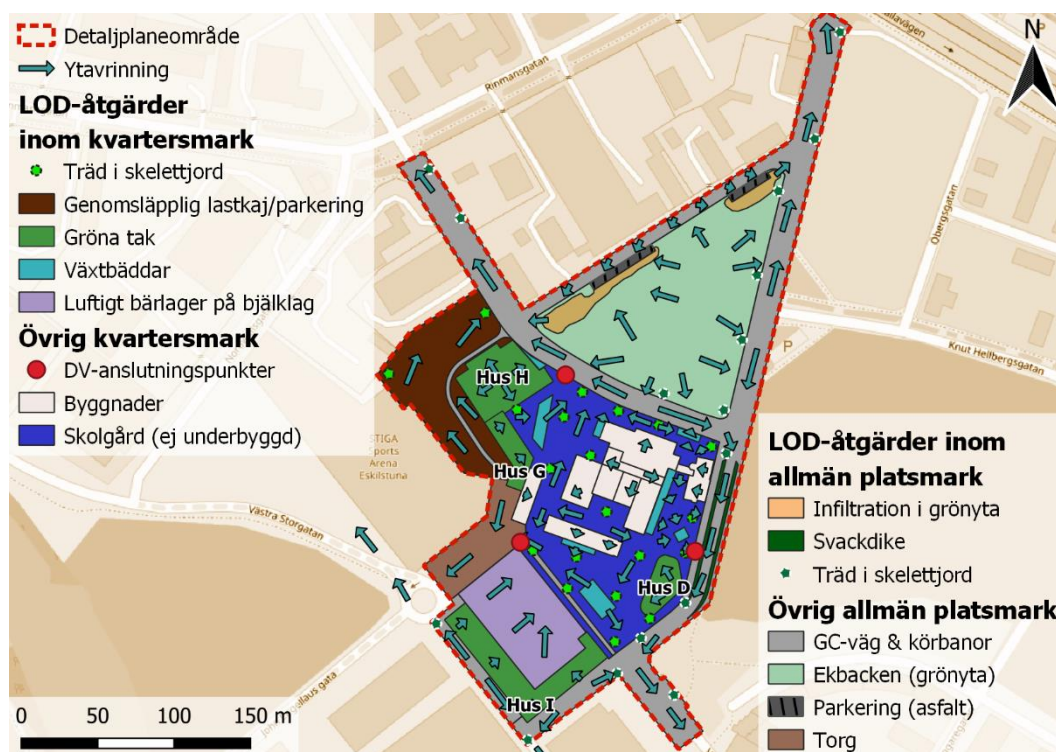 Detaljplaneområde
Ytavrinning
LOD-åtgärder
inom kvartersmark
Träd i skelettjord
Genomsläpplig lastkaj/parkering
Gröna tak
Växtbäddar
Luftigt bärlager på bjälklag
Övrig kvartersmark
DV-anslutningspunkter
Byggnader
Skolgård (ej underbyggd)
0 50 100 150 m
N
Rinmansgatan
Obergsgatan
P
Knut Heilbergsgatan
P
STIGA
Sports
Arena
Eskilstuna
Västra Storgatan
Hus H
Hus G
Hus D
Hus I
LOD-åtgärder inom
allmän platsmark
Infiltration i grönyta
Svackdike
Träd i skelettjord
Övrig allmän platsmark
GC-väg & körbanor
Ekbacken (grönyta)
Parkering (asfalt)
Torg